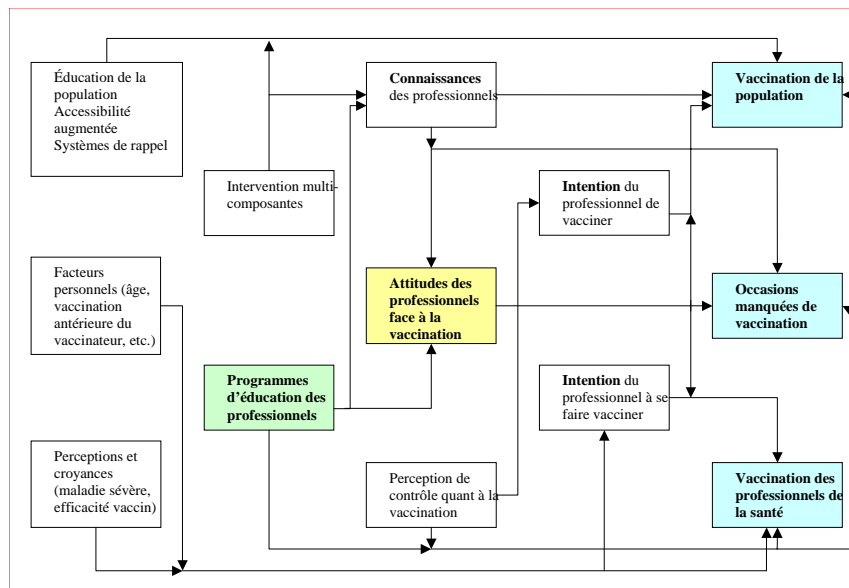 Éducation de la
population
Accessibilité
augmentée
Systèmes de rappel
Connaissances
des professionnels
Vaccination de la
population
Intervention multi-
composantes
Intention du
professionnel de
vacciner
Facteurs
personnels (âge,
vaccination
antérieure du
vaccinateur, etc.)
Attitudes des
professionnels
face à la
vaccination
Occasions
manquées de
vaccination
Programmes
d'éducation des
professionnels
Intention du
professionnel à se
faire vacciner
Perceptions et
croyances
(maladie sévère,
efficacité vaccin)
Perception de
contrôle quant à la
vaccination
Vaccination des
professionnels de
la santé